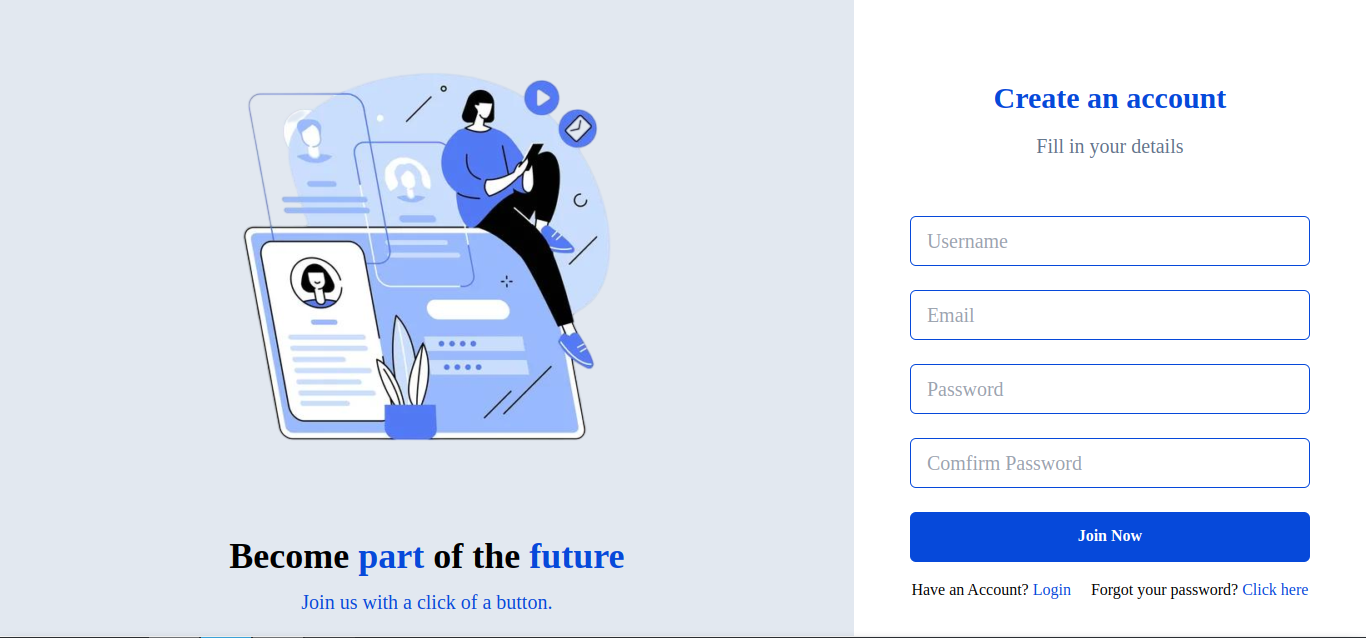 Become part of the future
Join us with a click of a button.
Create an account
Fill in your details
Username
Email
Password
Comfirm Password
Join Now
Have an Account? Login Forgot your password? Click here